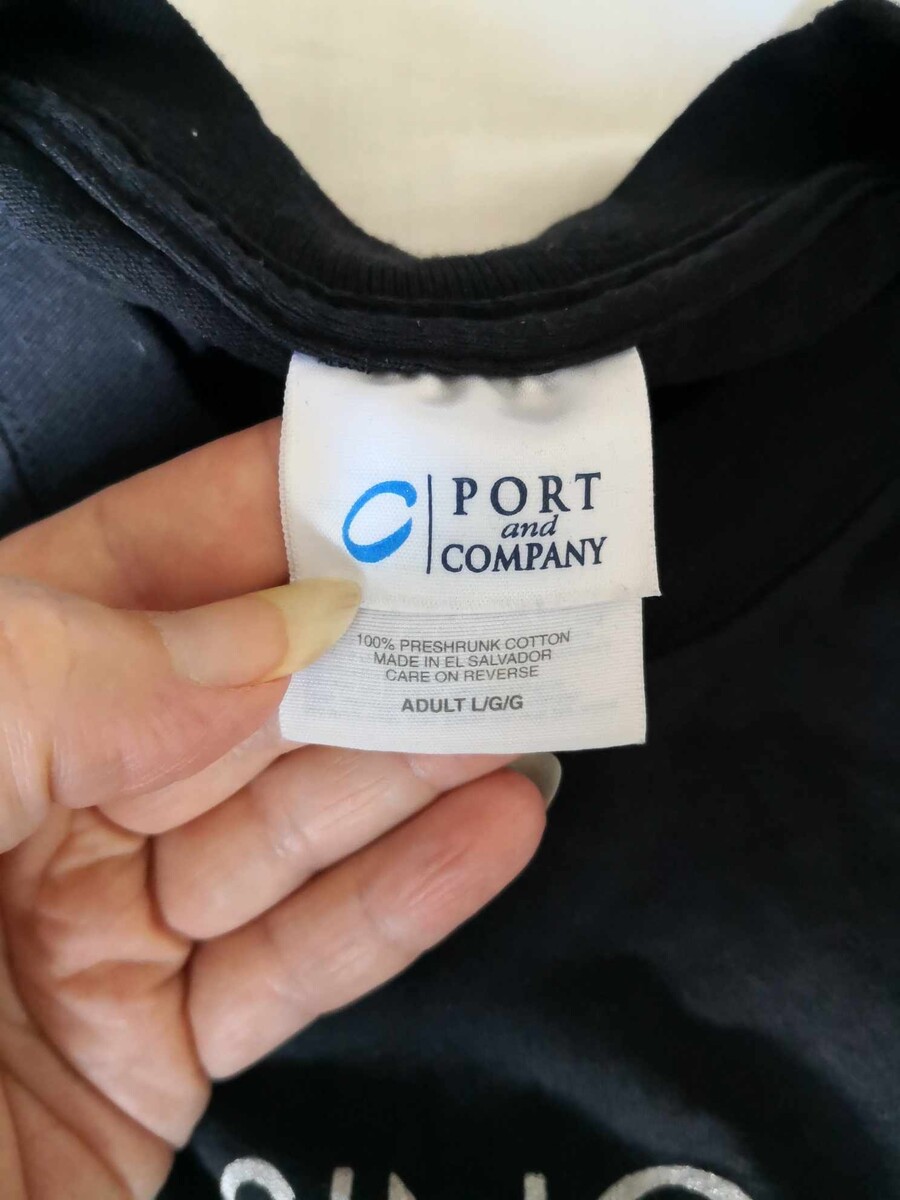 PORT
and
COMPANY
100% PRESHRUNK COTTON
MADE IN EL SALVADOR
CARE ON REVERSE
ADULT L/G/G